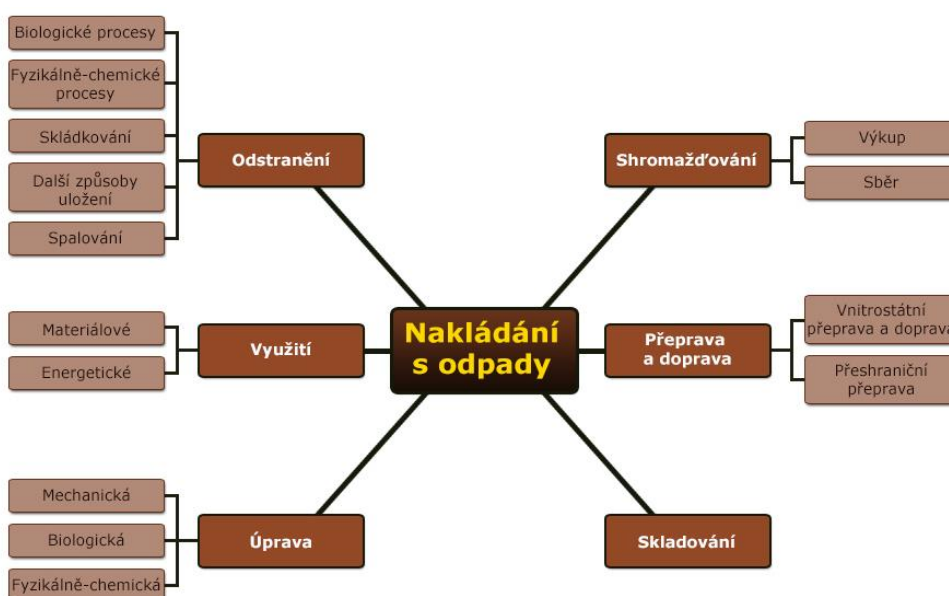 Biologické procesy
Fyzikálně-chemické
procesy
Skládkování
Další způsoby
uložení
Spalování
Odstranění
Materiálové
Energetické
Využití
Mechanická
Biologická
Fyzikálně-chemická
Úprava
Nakládání
s odpady
Shromažďování
Výkup
Sběr
Přeprava
a doprava
Vnitrostátní
přeprava a doprava
Přeshraniční
přeprava
Skladování